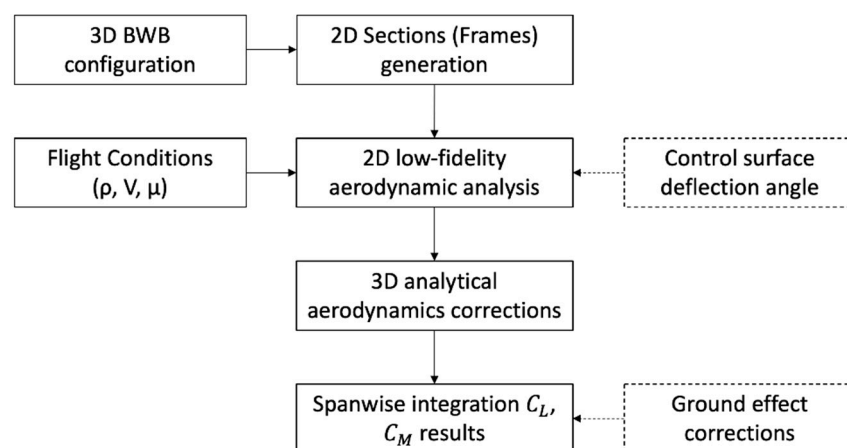 3D BWB
configuration
2D Sections (Frames)
generation
Flight Conditions
(ρ, V, μ)
2D low-fidelity
aerodynamic analysis
Control surface
deflection angle
3D analytical
aerodynamics corrections
Spanwise integration C_L,
C_M results
Ground effect
corrections